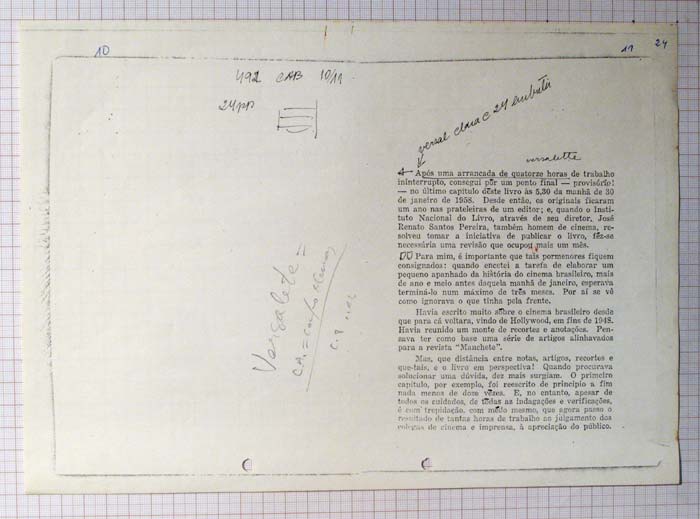 10
492 CAB 10/11
24pp
Versalete =
11 24
versal clara C 24 embutir
versalette
Após uma arrancada de quatorze horas de trabalho
ininterrupto, consegui pôr um ponto final — provisório!
— no último capítulo dêste livro às 5,30 da manhã de 30
de janeiro de 1958. Desde então, os originais ficaram
um ano nas prateleiras de um editor; e, quando o Insti-
tuto Nacional do Livro, através de seu diretor, José
Renato Santos Pereira, também homem de cinema, re-
solveu tomar a iniciativa de publicar o livro, fêz-se
necessária uma revisão que ocupou mais um mês.
Para mim, é importante que tais pormenores fiquem
consignados: quando encetei a tarefa de elaborar um
pequeno apanhado da história do cinema brasileiro, mais
de ano e meio antes daquela manhã de janeiro, esperava
terminá-lo num máximo de três meses. Por aí se vê
como ignorava o que tinha pela frente.
Havia escrito muito sôbre o cinema brasileiro desde
que para cá voltara, vindo de Hollywood, em fins de 1948.
Havia reunido um monte de recortes e anotações. Pen-
sava ter como base uma série de artigos alinhavados
para a revista "Manchete".
Mas, que distância entre notas, artigos, recortes e
que-tais, e o livro em perspectiva! Quando procurava
solucionar uma dúvida, dez mais surgiam. O primeiro
capítulo, por exemplo, foi reescrito de princípio a fim
nada menos de doze vêzes. E, no entanto, apesar de
todos os cuidados, de tôdas as indagações e verificações,
é com trepidação, com mêdo mesmo, que agora passo o
resultado de tantas horas de trabalho ao julgamento dos
colegas de cinema e imprensa, à apreciação do público.